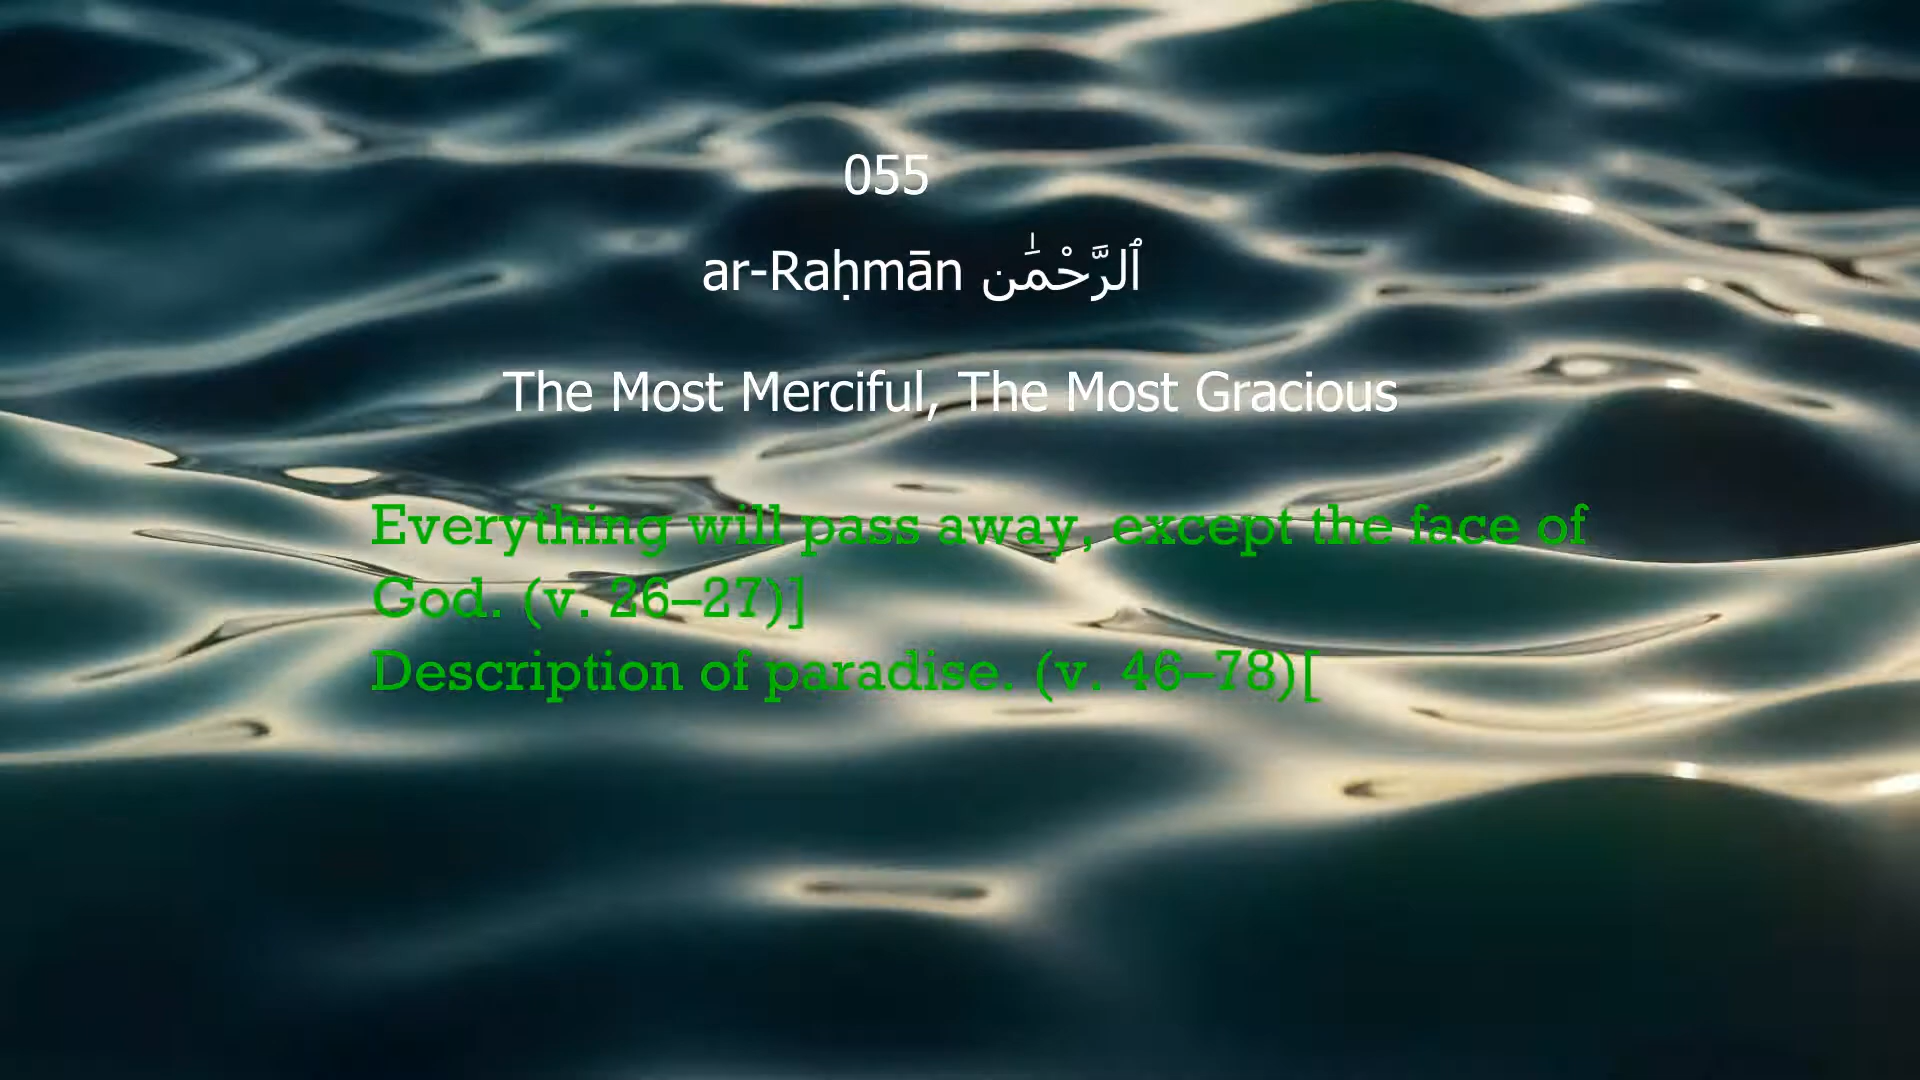 055
ar-Raḥmān ٱلرَّحْمَٰن
The Most Merciful, The Most Gracious
Everything will pass away, except the face of
God. (v. 26–27)]
Description of paradise. (v. 46–78)[